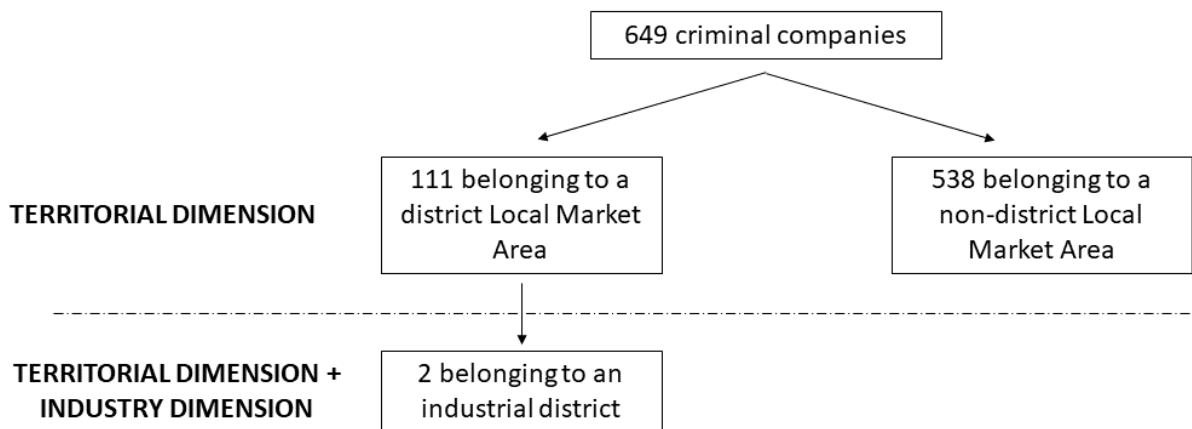 649 criminal companies
TERRITORIAL DIMENSION
111 belonging to a
district Local Market
Area
538 belonging to a
non-district Local
Market Area
TERRITORIAL DIMENSION +
INDUSTRY DIMENSION
2 belonging to an
industrial district